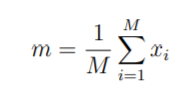 m = \frac{1}{M} \sum_{i=1}^{M} x_i